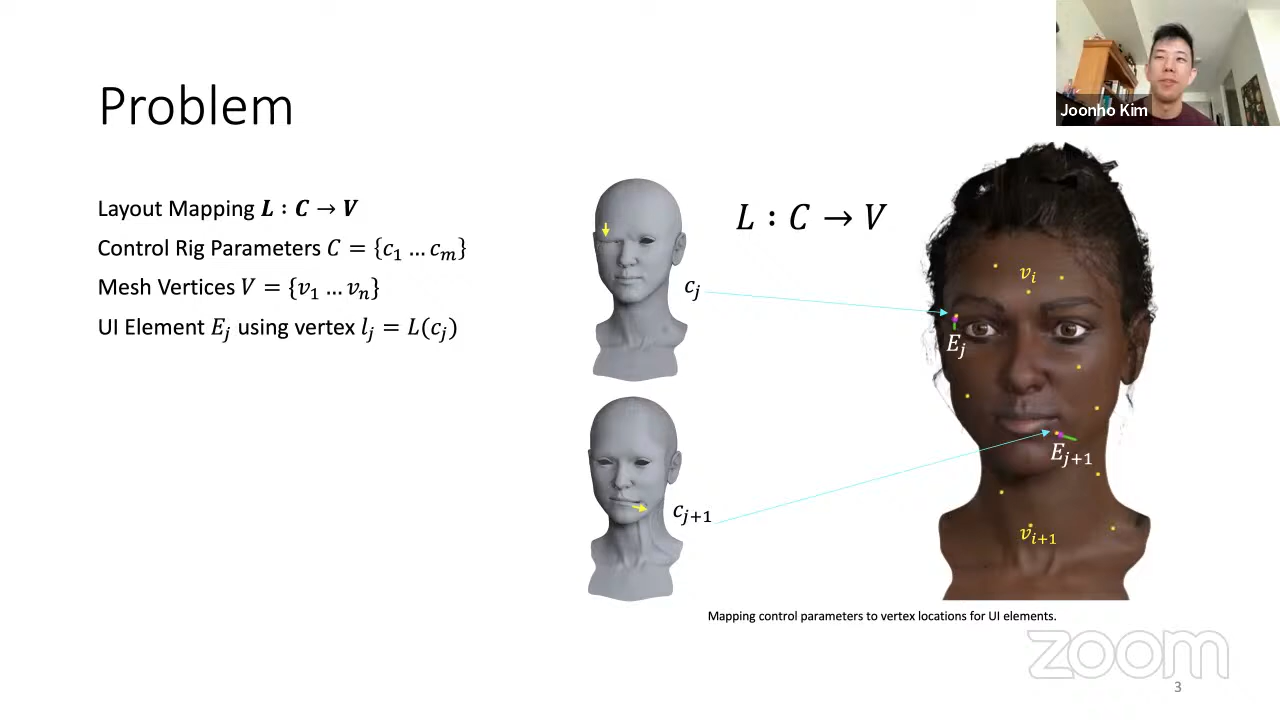 Joonho Kim
Problem
Layout Mapping L : C → V
Control Rig Parameters C = {c₁ … cₘ}
Mesh Vertices V = {v₁ … vₙ}
UI Element Eⱼ using vertex lⱼ = L(cⱼ)
L : C → V
cⱼ
vᵢ
Eⱼ
cⱼ₊₁
Eⱼ₊₁
vᵢ₊₁
Mapping control parameters to vertex locations for UI elements.
zoom
3